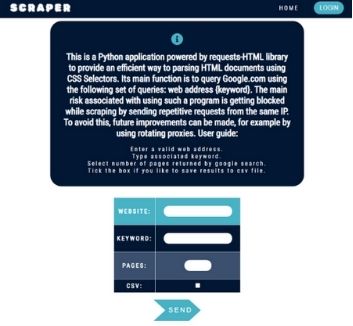 SCRAPER
HOME
LOGIN
This is a Python application powered by requests-HTML library
to provide an efficient way to parsing HTML documents using
CSS Selectors. Its main function is to query Google.com using
the following set of queries: web address {keyword}. The main
risk associated with using such a program is getting blocked
while scraping by sending repetitive requests from the same IP.
To avoid this, future improvements can be made, for example by
using rotating proxies. User guide:
Enter a valid web address.
Type associated keyword.
Select number of pages returned by google search.
Tick the box if you like to save results to csv file.
WEBSITE:
KEYWORD:
PAGES:
CSV:
SEND